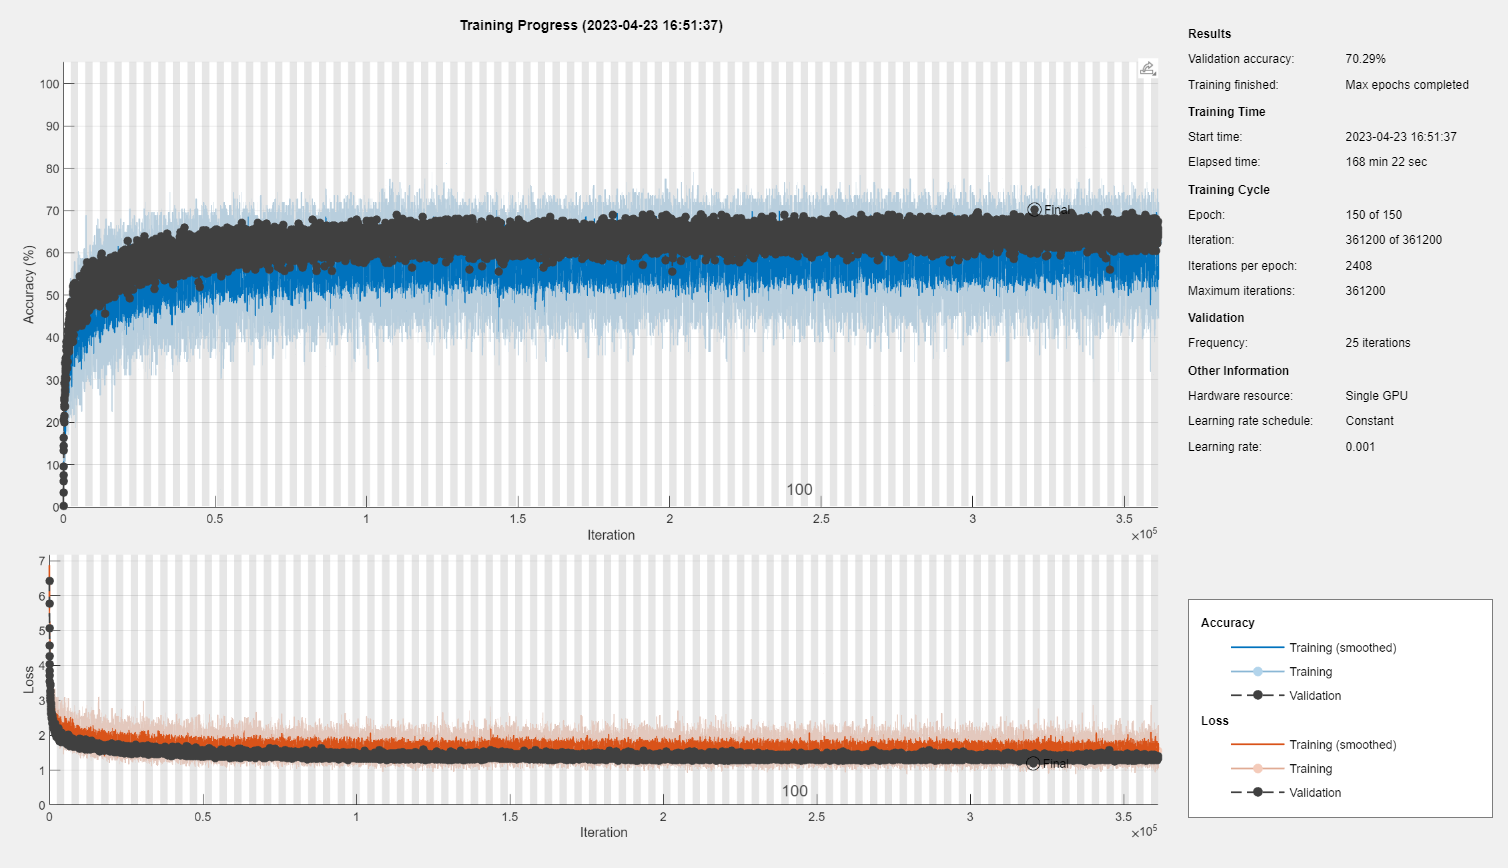 Training Progress (2023-04-23 16:51:37)
100
90
80
70
60
50
40
30
20
10
0
Accuracy (%)
Final
100
0 0.5 1 1.5 2 2.5 3 3.5
Iteration
×10⁵
7
6
5
4
3
2
1
0
Loss
Final
100
0 0.5 1 1.5 2 2.5 3 3.5
Iteration
×10⁵
Results
Validation accuracy: 70.29%
Training finished: Max epochs completed
Training Time
Start time: 2023-04-23 16:51:37
Elapsed time: 168 min 22 sec
Training Cycle
Epoch: 150 of 150
Iteration: 361200 of 361200
Iterations per epoch: 2408
Maximum iterations: 361200
Validation
Frequency: 25 iterations
Other Information
Hardware resource: Single GPU
Learning rate schedule: Constant
Learning rate: 0.001
Accuracy
Training (smoothed)
Training
Validation
Loss
Training (smoothed)
Training
Validation